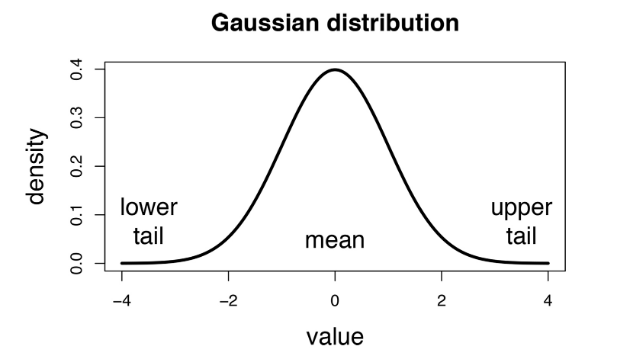 Gaussian distribution
0.4
0.3
0.2
0.1
0.0
density
lower
tail
mean
upper
tail
−4
−2
0
2
4
value